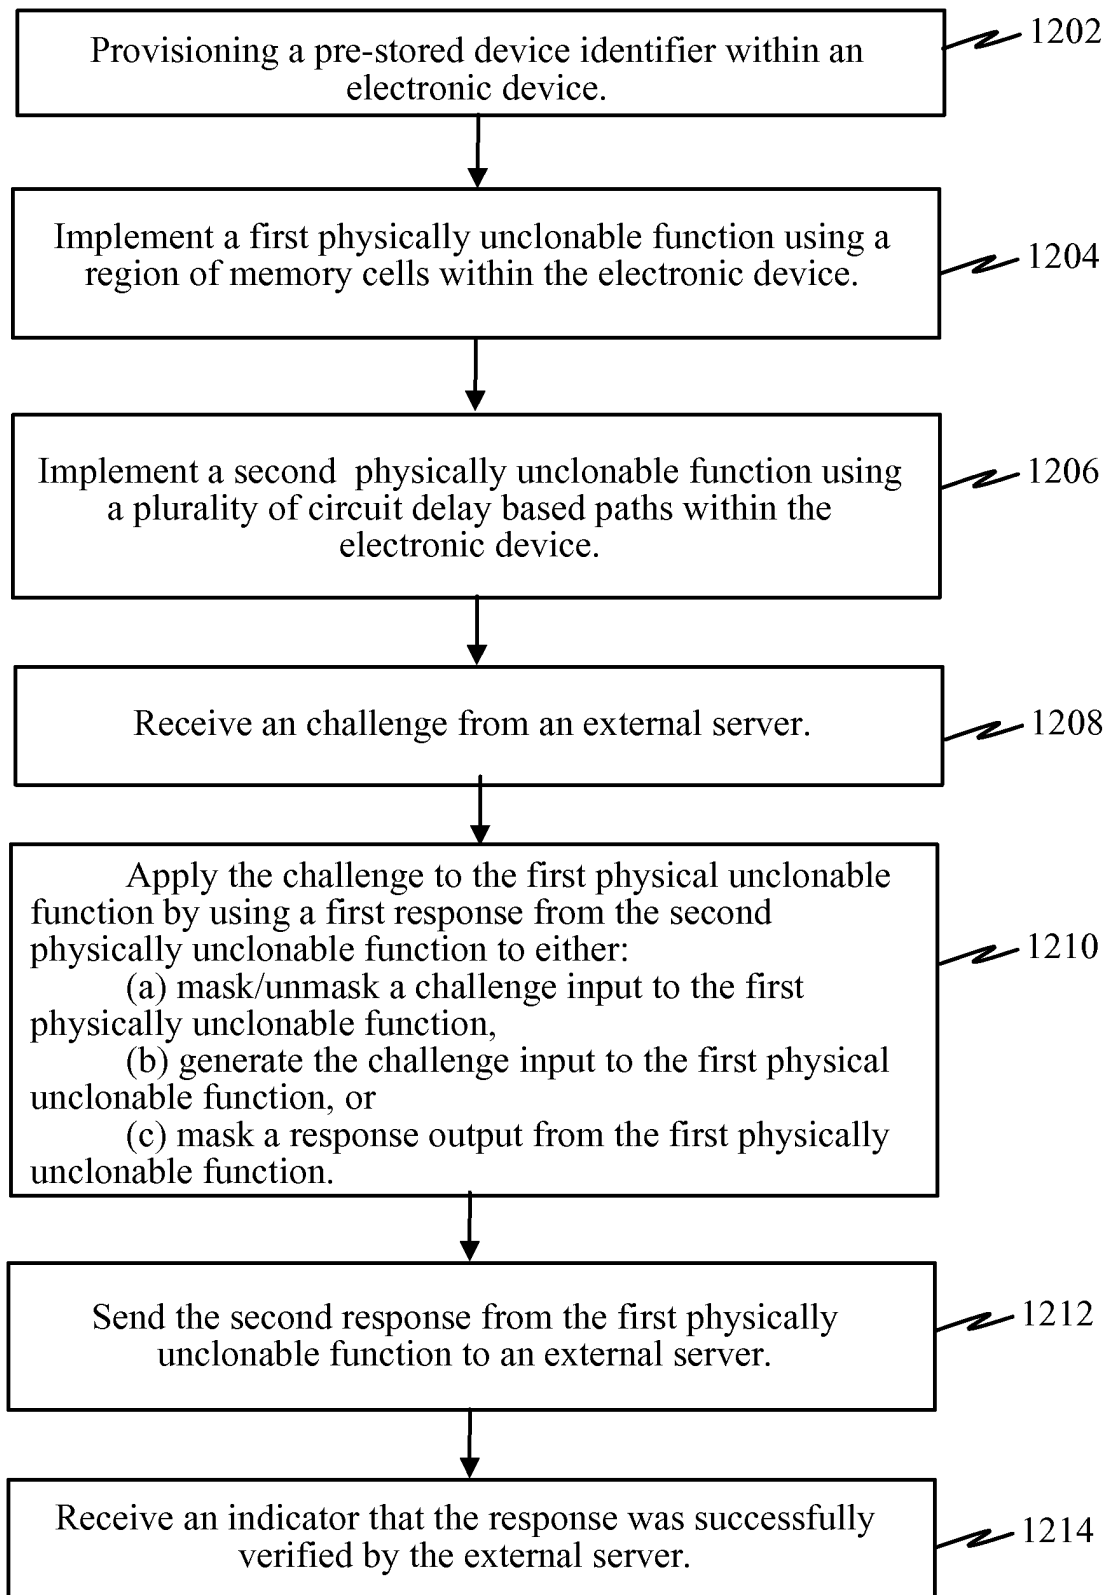 Provisioning a pre-stored device identifier within an
electronic device.
1202
Implement a first physically unclonable function using a
region of memory cells within the electronic device.
1204
Implement a second  physically unclonable function using
a plurality of circuit delay based paths within the
electronic device.
1206
Receive an challenge from an external server.
1208
Apply the challenge to the first physical unclonable
function by using a first response from the second
physically unclonable function to either:
(a) mask/unmask a challenge input to the first
physically unclonable function,
(b) generate the challenge input to the first physical
unclonable function, or
(c) mask a response output from the first physically
unclonable function.
1210
Send the second response from the first physically
unclonable function to an external server.
1212
Receive an indicator that the response was successfully
verified by the external server.
1214